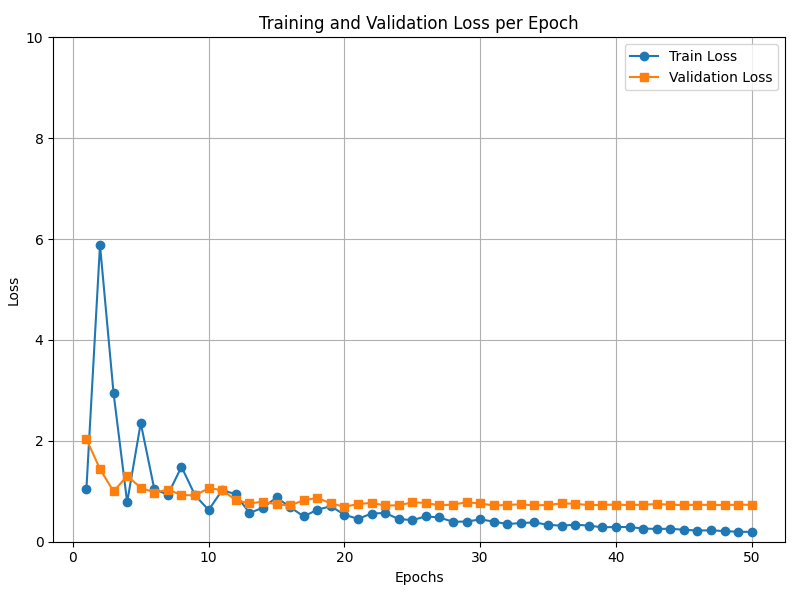 Training and Validation Loss per Epoch
Train Loss
Validation Loss
10
8
6
4
2
0
Loss
0 10 20 30 40 50
Epochs